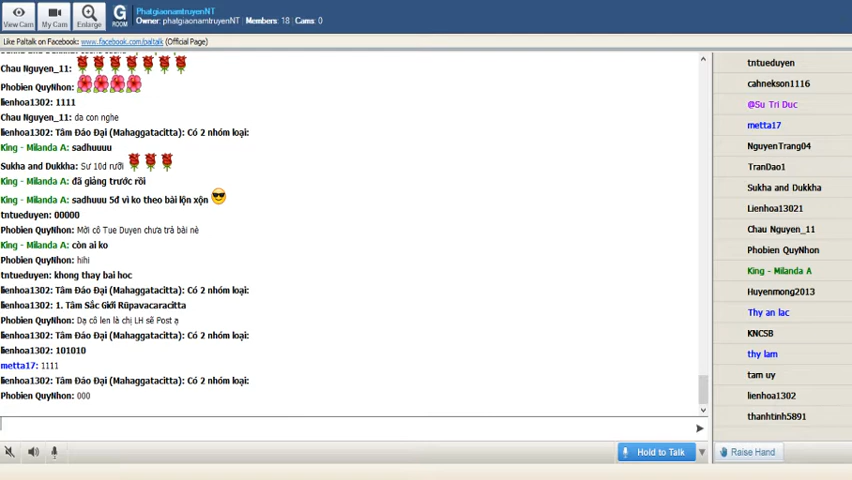 View Cam
My Cam
Enlarge
G
ROOM
PhatgiaonamtruyenNT
Owner: phatgiaonamtruyenNT | Members: 18 | Cams: 0
Like Paltalk on Facebook: www.facebook.com/paltalk (Official Page)
Chau Nguyen_11:
Phobien QuyNhon:
lienhoa1302: 1111
Chau Nguyen_11: da con nghe
lienhoa1302: Tâm Đáo Đại (Mahaggatacitta): Có 2 nhóm loại:
King - Milanda A: sadhuuuu
Sukha and Dukkha: Sư 10đ rưỡi
King - Milanda A: đã giảng trước rồi
King - Milanda A: sadhuuu 5đ vì ko theo bài lộn xộn
tntueduyen: 00000
Phobien QuyNhon: Mời cô Tue Duyen chưa trả bài nè
King - Milanda A: còn ai ko
Phobien QuyNhon: hihi
tntueduyen: khong thay bai hoc
lienhoa1302: Tâm Đáo Đại (Mahaggatacitta): Có 2 nhóm loại:
lienhoa1302: 1. Tâm Sắc Giới Rūpavacaracitta
Phobien QuyNhon: Dạ cô lên là chị LH sẽ Post ạ
lienhoa1302: Tâm Đáo Đại (Mahaggatacitta): Có 2 nhóm loại:
lienhoa1302: 101010
metta17: 1111
lienhoa1302: Tâm Đáo Đại (Mahaggatacitta): Có 2 nhóm loại:
Phobien QuyNhon: 000
Hold to Talk
tntueduyen
cahnekson1116
@Su Tri Duc
metta17
NguyenTrang04
TranDao1
Sukha and Dukkha
Lienhoa13021
Chau Nguyen_11
Phobien QuyNhon
King - Milanda A
Huyenmong2013
Thy an lac
KNCSB
thy lam
tam uy
lienhoa1302
thanhtinh5891
Raise Hand